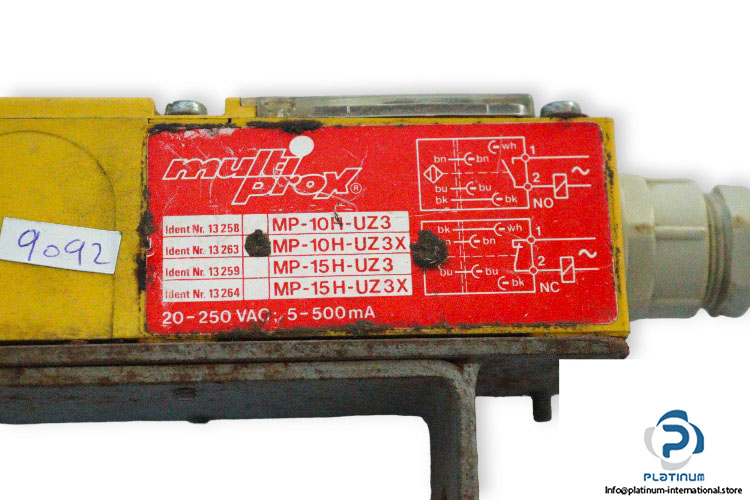 multi
prox®
Ident Nr. 13 258 MP-10H-UZ3
Ident Nr. 13 263 MP-10H-UZ3X
Ident Nr. 13 259 MP-15H-UZ3
Ident Nr. 13 264 MP-15H-UZ3X
20-250 VAC; 5-500mA
wh
bn
bn
1
bu
bu
2
bk
bk
NO
bk
wh
bn
1
bu
bu
2
bk
NC
9092
PLATINUM
Info@platinum-international.store